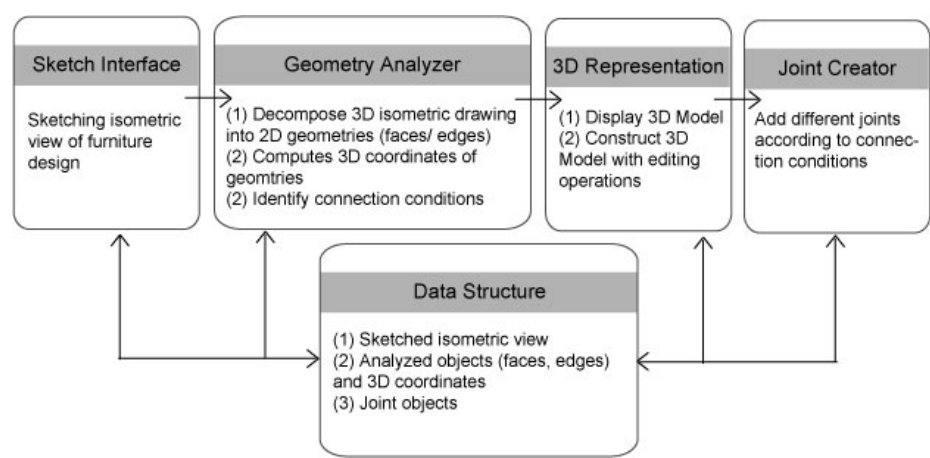 Sketch Interface
Sketching isometric
view of furniture
design
Geometry Analyzer
(1) Decompose 3D isometric drawing
into 2D geometries (faces/ edges)
(2) Computes 3D coordinates of
geomtries
(2) Identify connection conditions
3D Representation
(1) Display 3D Model
(2) Construct 3D
Model with editing
operations
Joint Creator
Add different joints
according to connec-
tion conditions
Data Structure
(1) Sketched isometric view
(2) Analyzed objects (faces, edges)
and 3D coordinates
(3) Joint objects